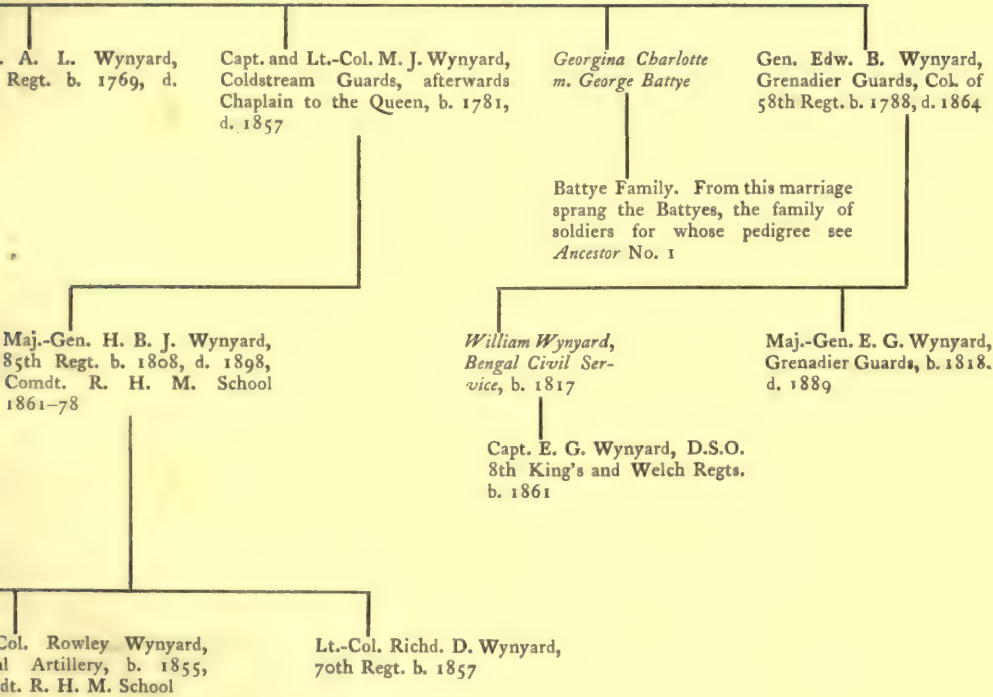 A. L. Wynyard,
Regt. b. 1769, d.
Capt. and Lt.-Col. M. J. Wynyard,
Coldstream Guards, afterwards
Chaplain to the Queen, b. 1781,
d. 1857
Georgina Charlotte
m. George Battye
Gen. Edw. B. Wynyard,
Grenadier Guards, Col. of
58th Regt. b. 1788, d. 1864
Battye Family. From this marriage
sprang the Battyes, the family of
soldiers for whose pedigree see
Ancestor No. 1
Maj.-Gen. H. B. J. Wynyard,
85th Regt. b. 1808, d. 1898,
Comdt. R. H. M. School
1861–78
William Wynyard,
Bengal Civil Ser-
vice, b. 1817
Maj.-Gen. E. G. Wynyard,
Grenadier Guards, b. 1818.
d. 1889
Capt. E. G. Wynyard, D.S.O.
8th King's and Welch Regts.
b. 1861
Col. Rowley Wynyard,
Artillery, b. 1855,
R. H. M. School
Lt.-Col. Richd. D. Wynyard,
70th Regt. b. 1857